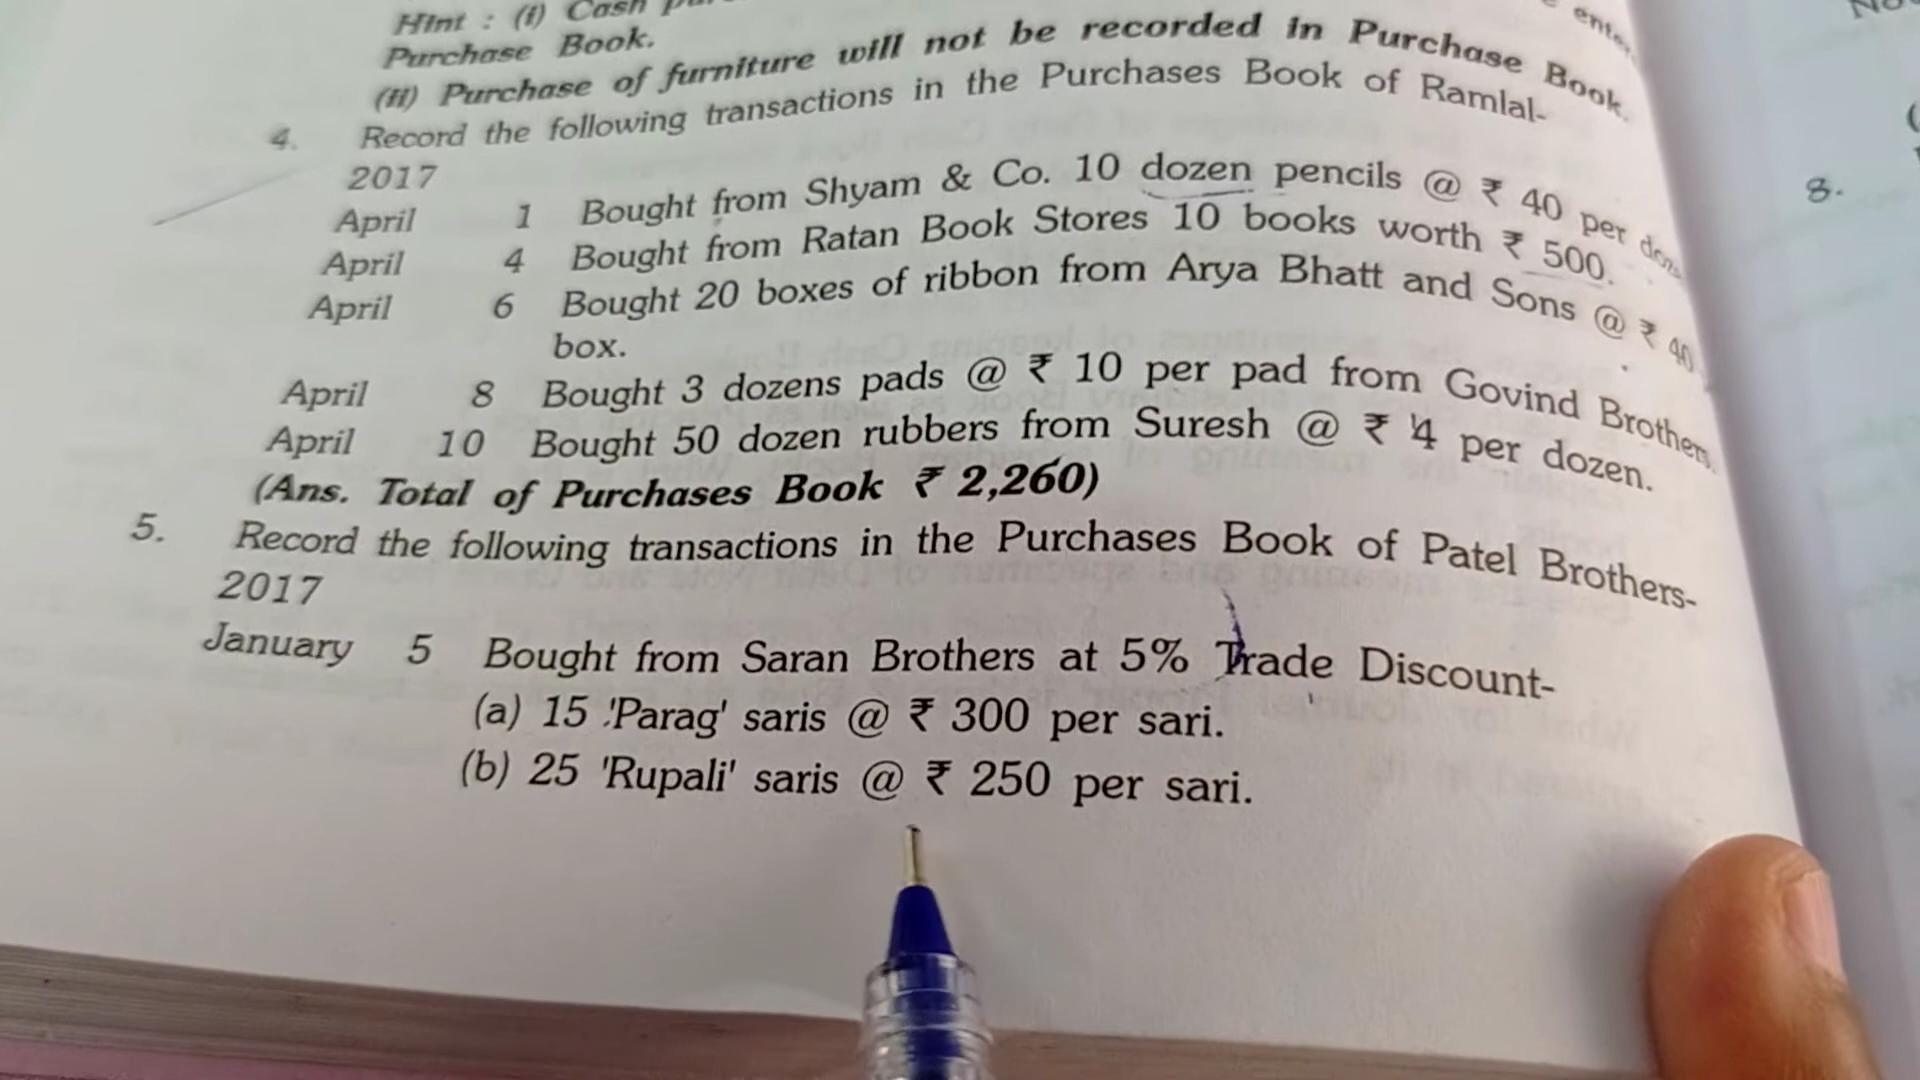 Hint : (i) Cash
Purchase Book.
(ii) Purchase of furniture will not be recorded in Purchase Book.
4. Record the following transactions in the Purchases Book of Ramlal-
2017
April 1 Bought from Shyam & Co. 10 dozen pencils @ ₹ 40 per
April 4 Bought from Ratan Book Stores 10 books worth ₹ 500.
April 6 Bought 20 boxes of ribbon from Arya Bhatt and Sons @ ₹ 40
box.
April 8 Bought 3 dozens pads @ ₹ 10 per pad from Govind Brothers.
April 10 Bought 50 dozen rubbers from Suresh @ ₹ 4 per dozen.
(Ans. Total of Purchases Book ₹ 2,260)
5. Record the following transactions in the Purchases Book of Patel Brothers-
2017
January 5 Bought from Saran Brothers at 5% Trade Discount-
(a) 15 'Parag' saris @ ₹ 300 per sari.
(b) 25 'Rupali' saris @ ₹ 250 per sari.
8.